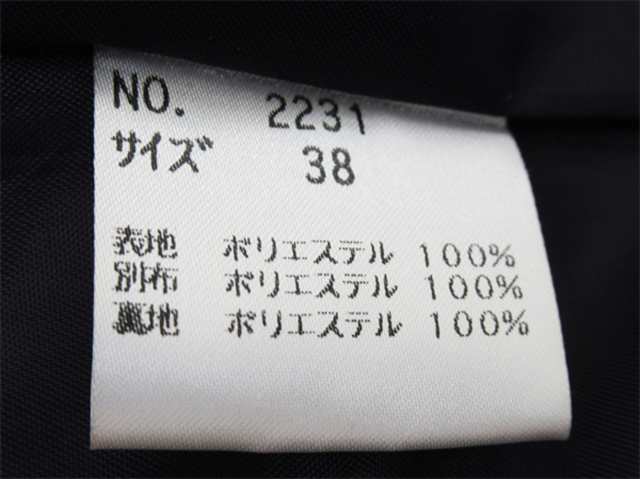 NO. 2231
サイズ 38
表地 ポリエステル 100%
別布 ポリエステル 100%
裏地 ポリエステル 100%